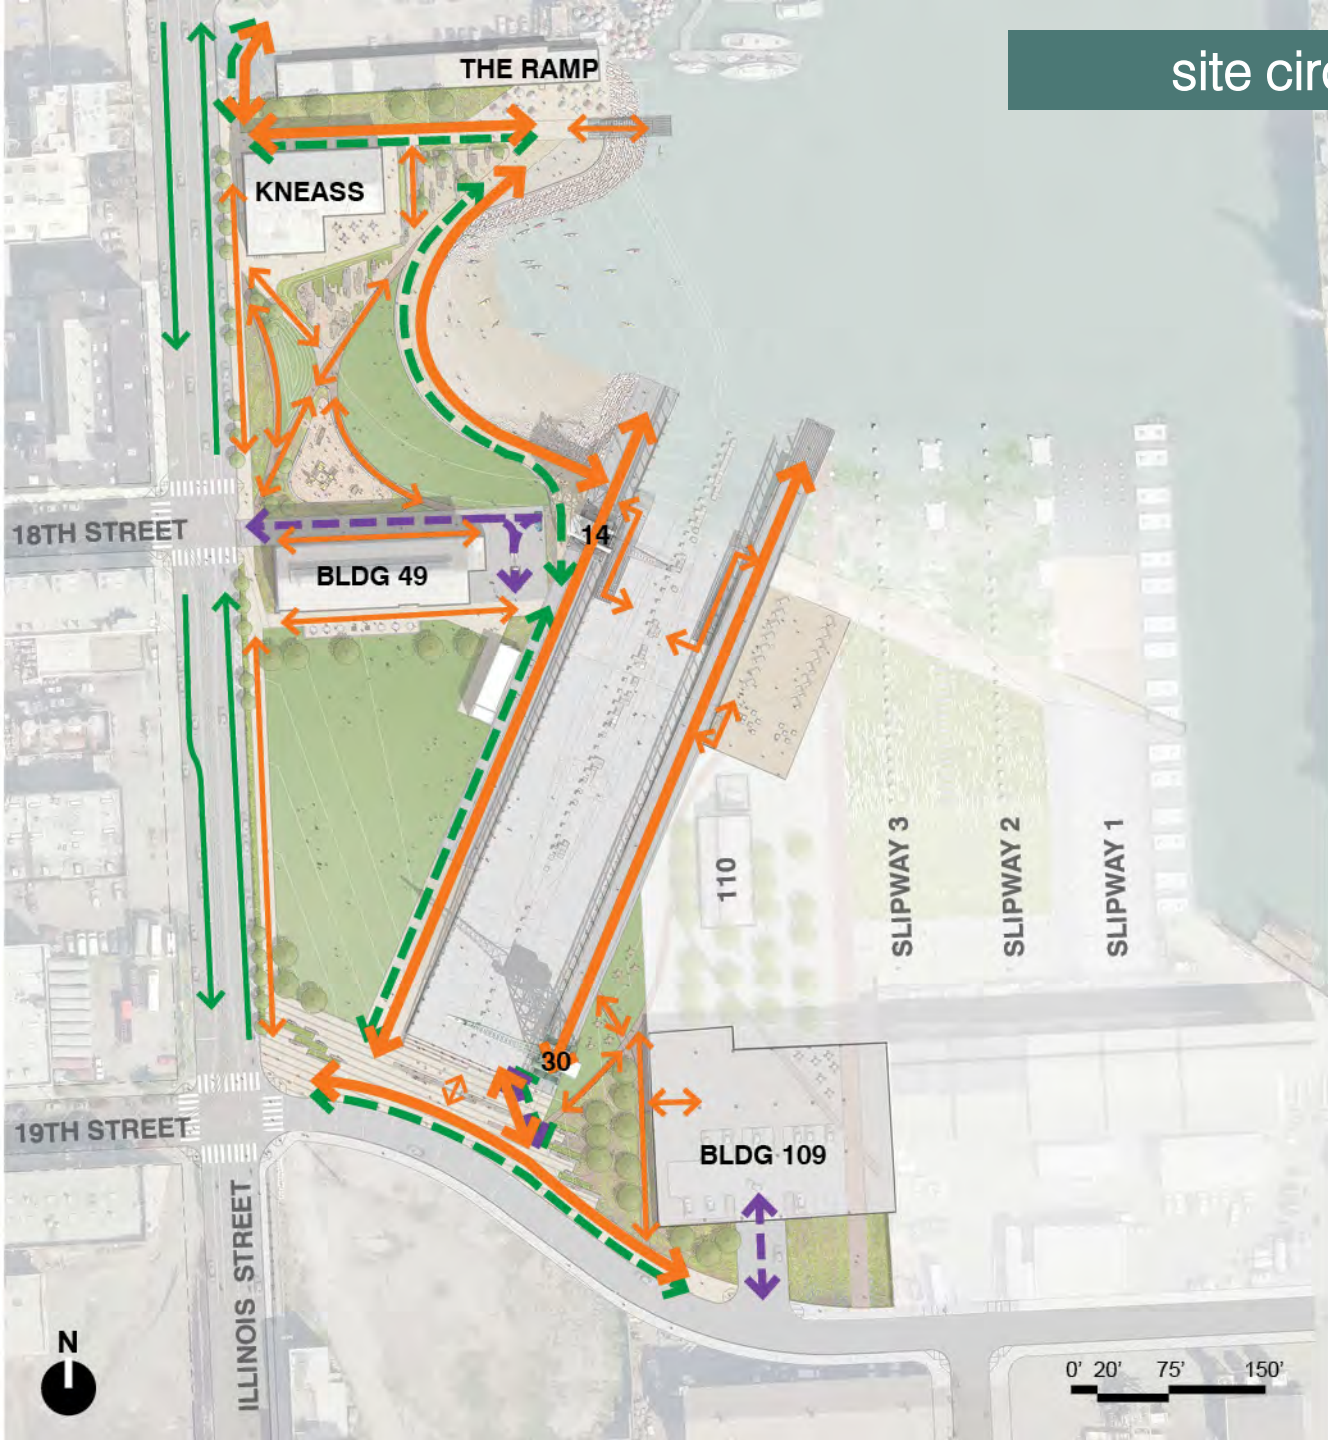 site cir
THE RAMP
KNEASS
18TH STREET
14
BLDG 49
110
SLIPWAY 3
SLIPWAY 2
SLIPWAY 1
30
19TH STREET
BLDG 109
ILLINOIS STREET
N
0' 20' 75' 150'